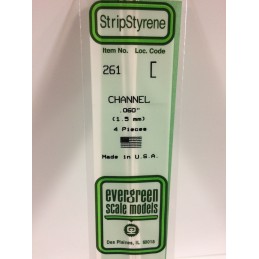 StripStyrene
Item No. Loc. Code
261 [
CHANNEL
.060"
(1.5 mm)
4 Pieces
Made in U.S.A.
evergreen
scale models
Des Plaines, IL 60018